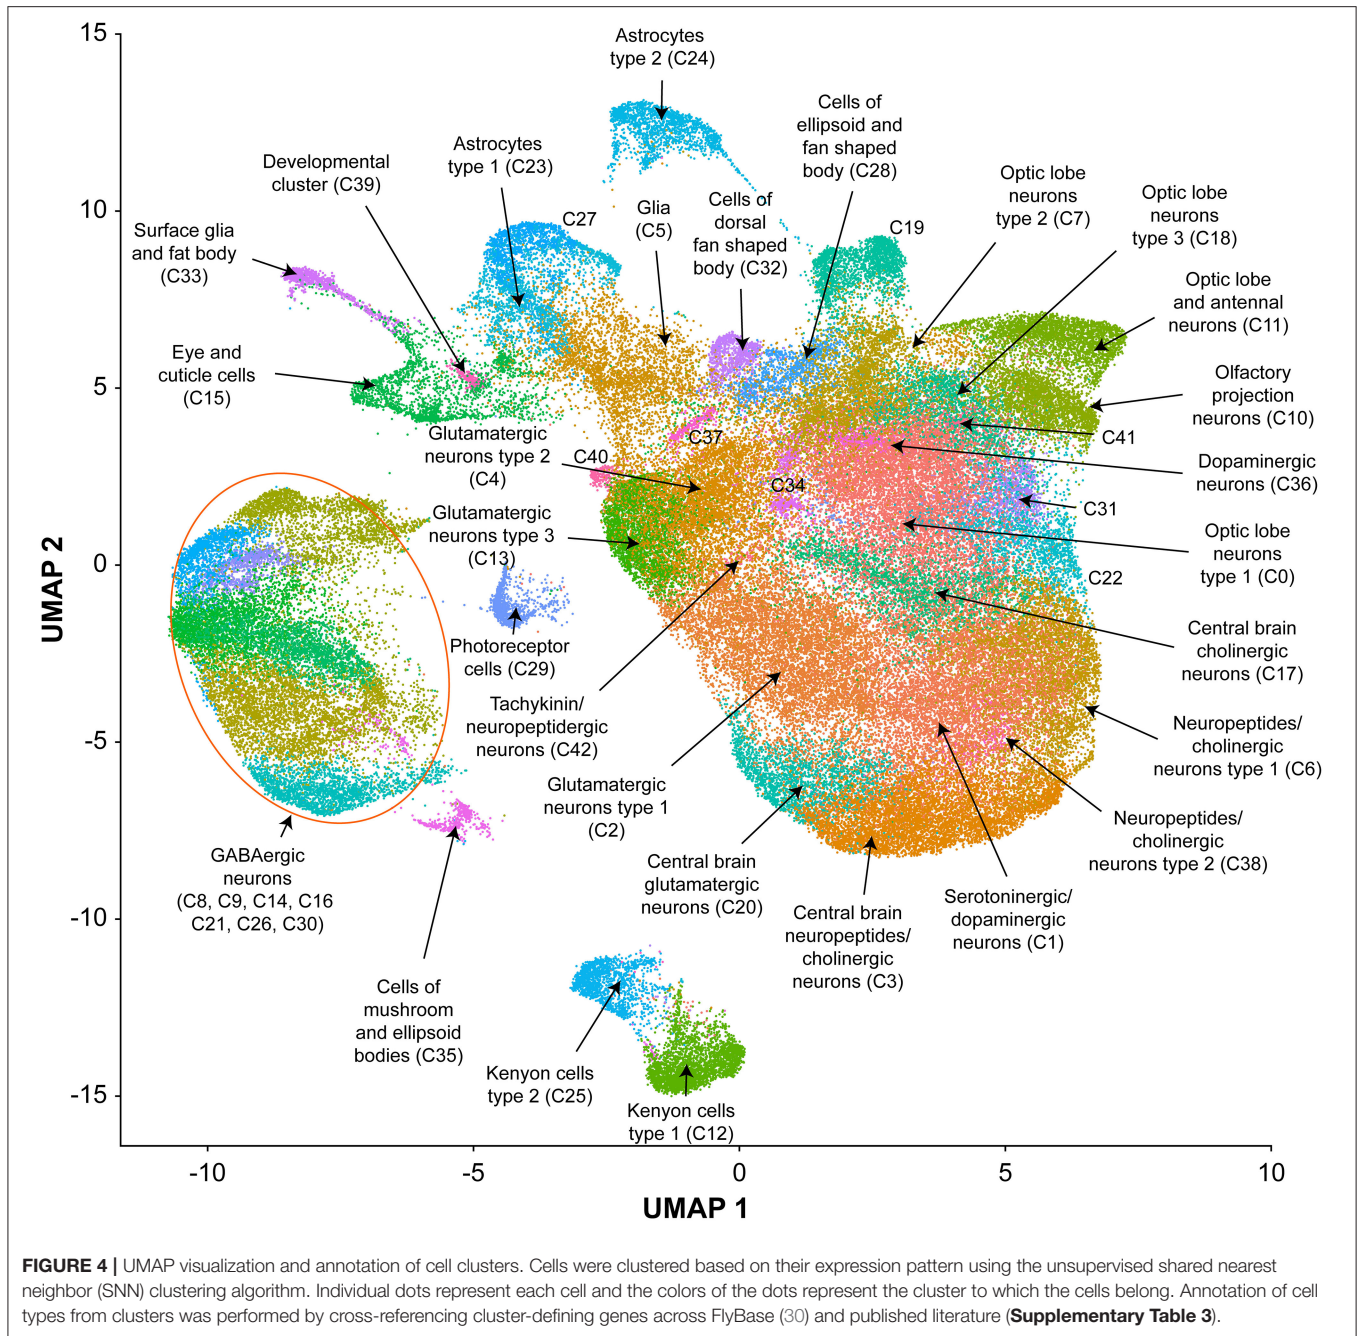 15
10
5
0
-5
-10
-15
UMAP 2
Astrocytes
type 2 (C24)
Cells of
ellipsoid and
fan shaped
body (C28)
Astrocytes
type 1 (C23)
Developmental
cluster (C39)
Optic lobe
neurons
type 2 (C7)
Optic lobe
neurons
type 3 (C18)
Glia
(C5)
Cells of
dorsal
fan shaped
body (C32)
C27
C19
Surface glia
and fat body
(C33)
Optic lobe
and antennal
neurons (C11)
Eye and
cuticle cells
(C15)
Olfactory
projection
neurons (C10)
Glutamatergic
neurons type 2
(C4)
C37
C41
C40
Dopaminergic
neurons (C36)
C34
C31
Glutamatergic
neurons type 3
(C13)
Optic lobe
neurons
type 1 (C0)
C22
Photoreceptor
cells (C29)
Central brain
cholinergic
neurons (C17)
Tachykinin/
neuropeptidergic
neurons (C42)
Neuropeptides/
cholinergic
neurons type 1 (C6)
Glutamatergic
neurons type 1
(C2)
Neuropeptides/
cholinergic
neurons type 2 (C38)
GABAergic
neurons
(C8, C9, C14, C16
C21, C26, C30)
Central brain
glutamatergic
neurons (C20)
Serotoninergic/
dopaminergic
neurons (C1)
Central brain
neuropeptides/
cholinergic
neurons (C3)
Cells of
mushroom
and ellipsoid
bodies (C35)
Kenyon cells
type 2 (C25)
Kenyon cells
type 1 (C12)
-10
-5
0
5
10
UMAP 1
FIGURE 4 | UMAP visualization and annotation of cell clusters. Cells were clustered based on their expression pattern using the unsupervised shared nearest
neighbor (SNN) clustering algorithm. Individual dots represent each cell and the colors of the dots represent the cluster to which the cells belong. Annotation of cell
types from clusters was performed by cross-referencing cluster-defining genes across FlyBase (30) and published literature (Supplementary Table 3).